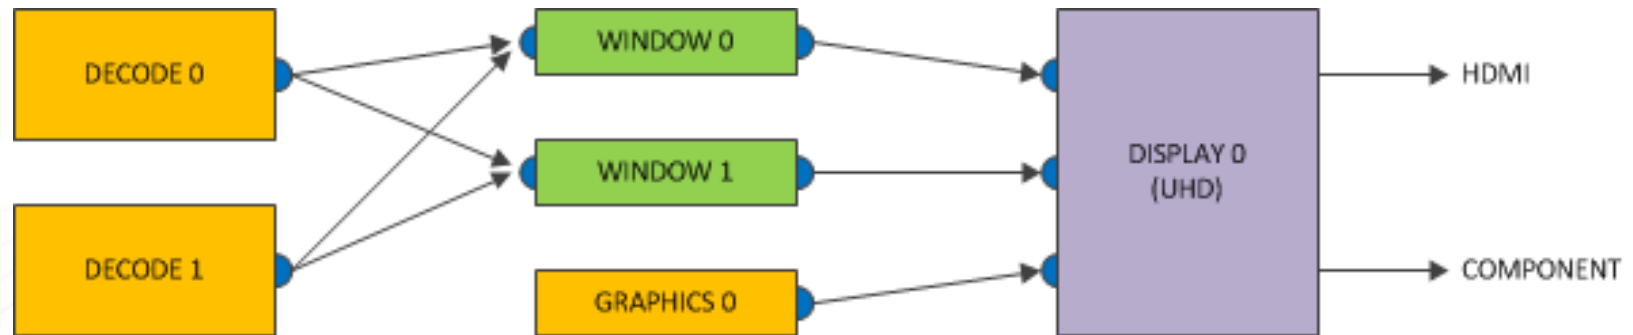 DECODE 0
DECODE 1
WINDOW 0
WINDOW 1
GRAPHICS 0
DISPLAY 0
(UHD)
HDMI
COMPONENT